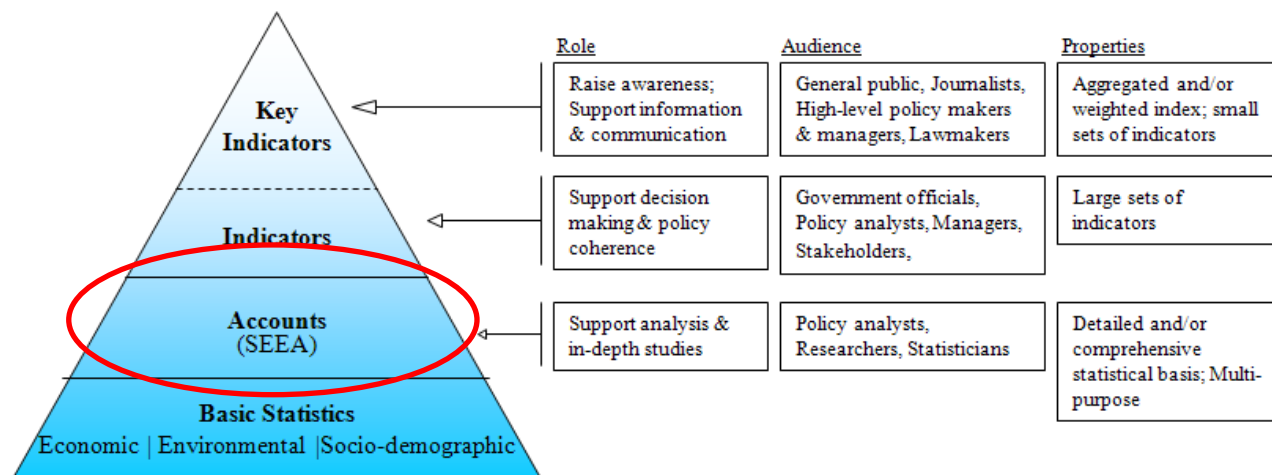 Key
Indicators
Indicators
Accounts
(SEEA)
Basic Statistics
Economic | Environmental |Socio-demographic
Role
Raise awareness;
Support information
& communication
Support decision
making & policy
coherence
Support analysis &
in-depth studies
Audience
General public, Journalists,
High-level policy makers
& managers, Lawmakers
Government officials,
Policy analysts, Managers,
Stakeholders,
Policy analysts,
Researchers, Statisticians
Properties
Aggregated and/or
weighted index; small
sets of indicators
Large sets of
indicators
Detailed and/or
comprehensive
statistical basis; Multi-
purpose